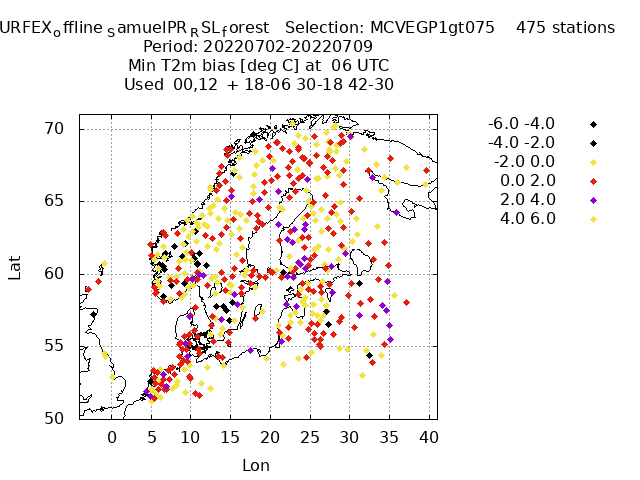 URFEXoffline SamuelPRRSLforest   Selection: MCVEGP1gt075    475 stations
Period: 20220702-20220709
Min T2m bias [deg C] at  06 UTC
Used  00,12  + 18-06 30-18 42-30
-6.0 -4.0
-4.0 -2.0
-2.0 0.0
0.0 2.0
2.0 4.0
4.0 6.0
70
65
60
55
50
Lat
0 5 10 15 20 25 30 35 40
Lon